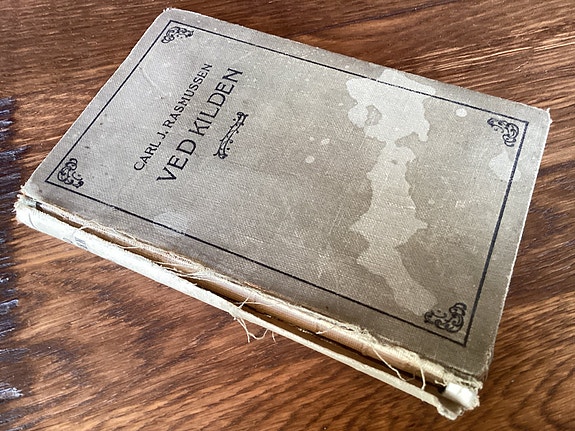 CARL J. RASMUSSEN
VED KILDEN